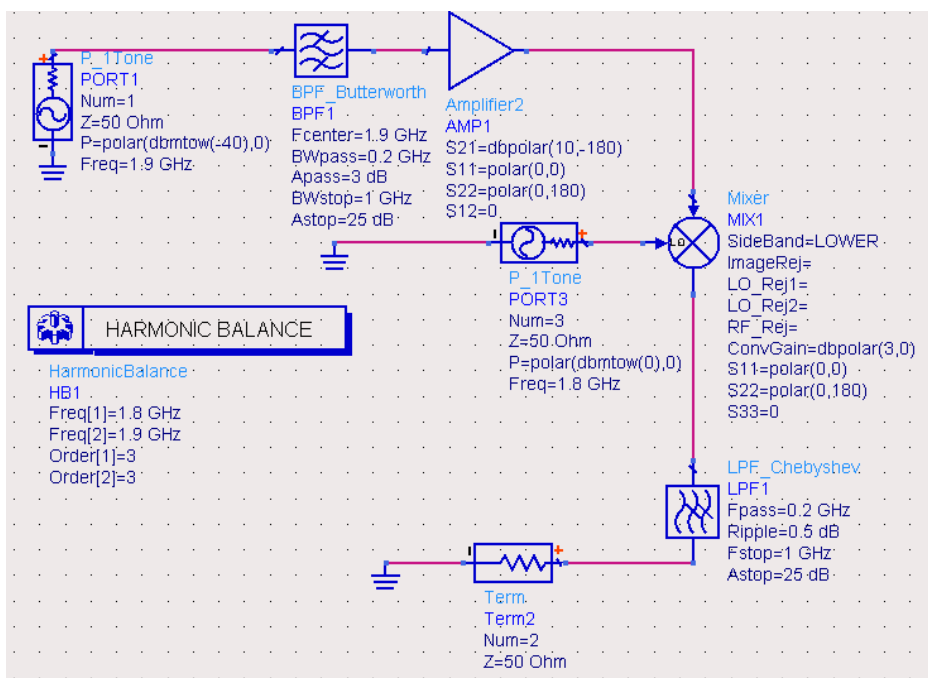 P_1Tone
PORT1
Num=1
Z=50 Ohm
P=polar(dbmtow(-40),0)
Freq=1.9 GHz
BPF_Butterworth
BPF1
Fcenter=1.9 GHz
BWpass=0.2 GHz
Apass=3 dB
BWstop=1 GHz
Astop=25 dB
Amplifier2
AMP1
S21=dbpolar(10,-180)
S11=polar(0,0)
S22=polar(0,180)
S12=0
LO
Mixer
MIX1
SideBand=LOWER
ImageRej=
LO_Rej1=
LO_Rej2=
RF_Rej=
ConvGain=dbpolar(3,0)
S11=polar(0,0)
S22=polar(0,180)
S33=0
P_1Tone
PORT3
Num=3
Z=50 Ohm
P=polar(dbmtow(0),0)
Freq=1.8 GHz
HARMONIC BALANCE
HarmonicBalance
HB1
Freq[1]=1.8 GHz
Freq[2]=1.9 GHz
Order[1]=3
Order[2]=3
LPF_Chebyshev
LPF1
Fpass=0.2 GHz
Ripple=0.5 dB
Fstop=1 GHz
Astop=25 dB
Term
Term2
Num=2
Z=50 Ohm